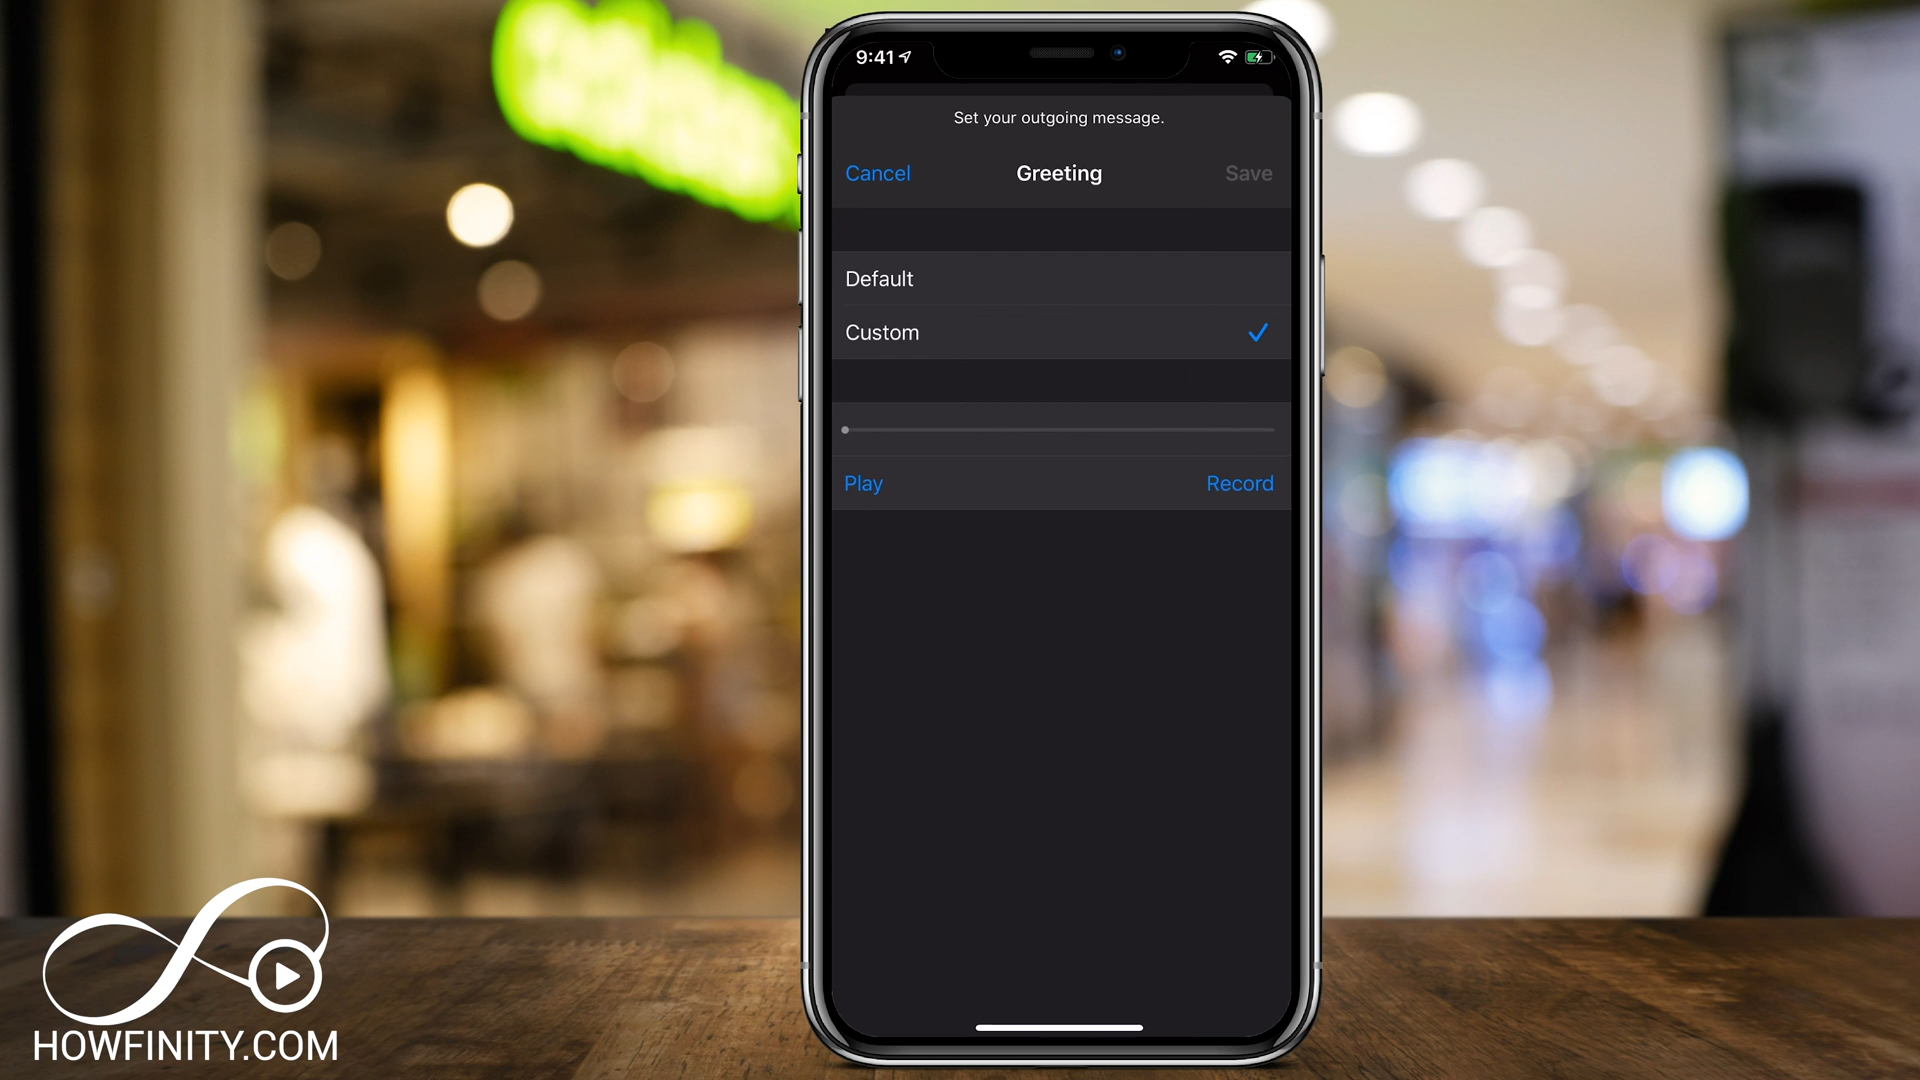 9:41
Set your outgoing message.
Cancel Greeting Save
Default
Custom
Play Record
HOWFINITY.COM